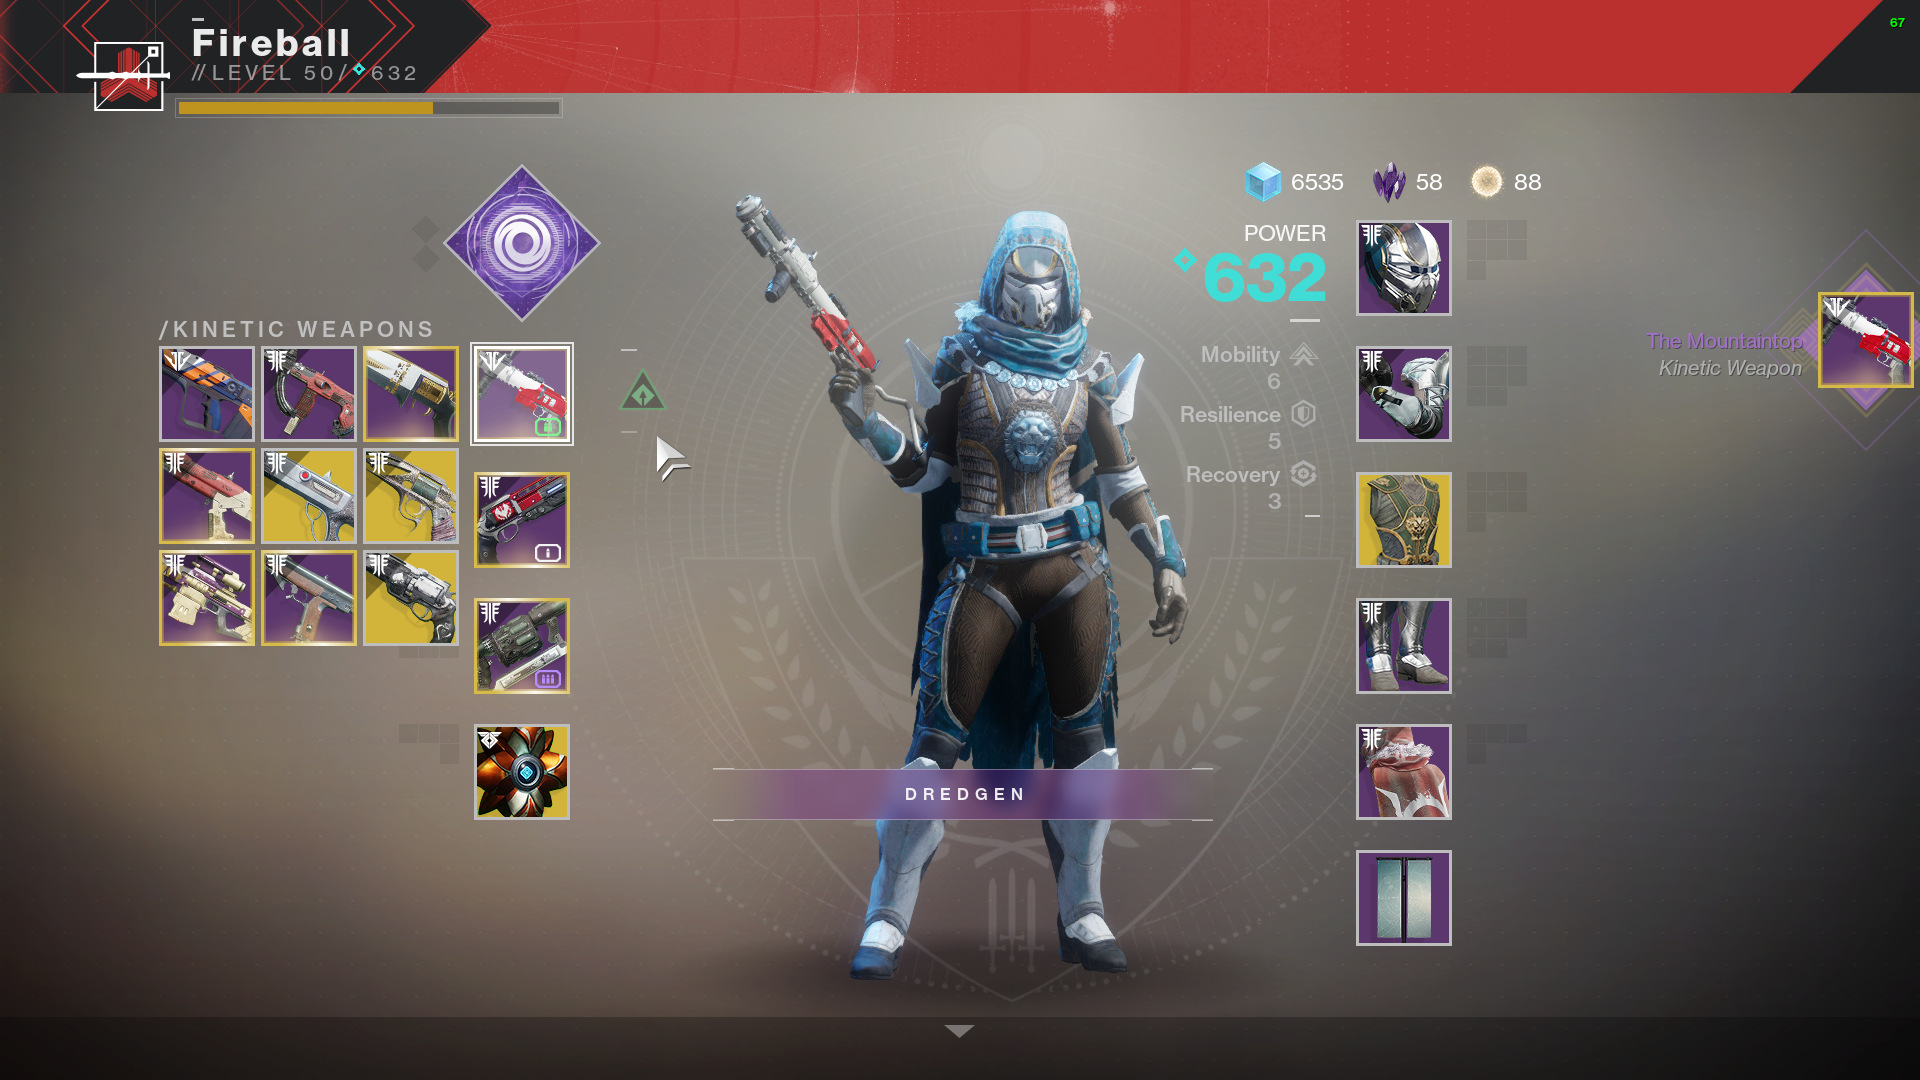 Fireball
//LEVEL 50/632
67
6535 58 88
POWER
632
/KINETIC WEAPONS
The Mountaintop
Kinetic Weapon
Mobility
6
Resilience
5
Recovery
3
DREDGEN